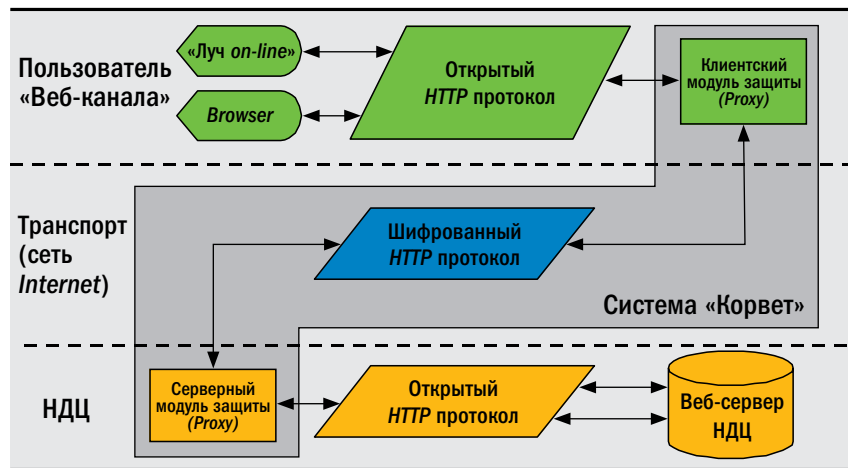 Пользователь
«Веб-канала»
«Луч on-line»
Browser
Открытый
HTTP протокол
Клиентский
модуль защиты
(Proxy)
Транспорт
(сеть
Internet)
Шифрованный
HTTP протокол
Система «Корвет»
НДЦ
Серверный
модуль защиты
(Proxy)
Открытый
HTTP протокол
Веб-сервер
НДЦ